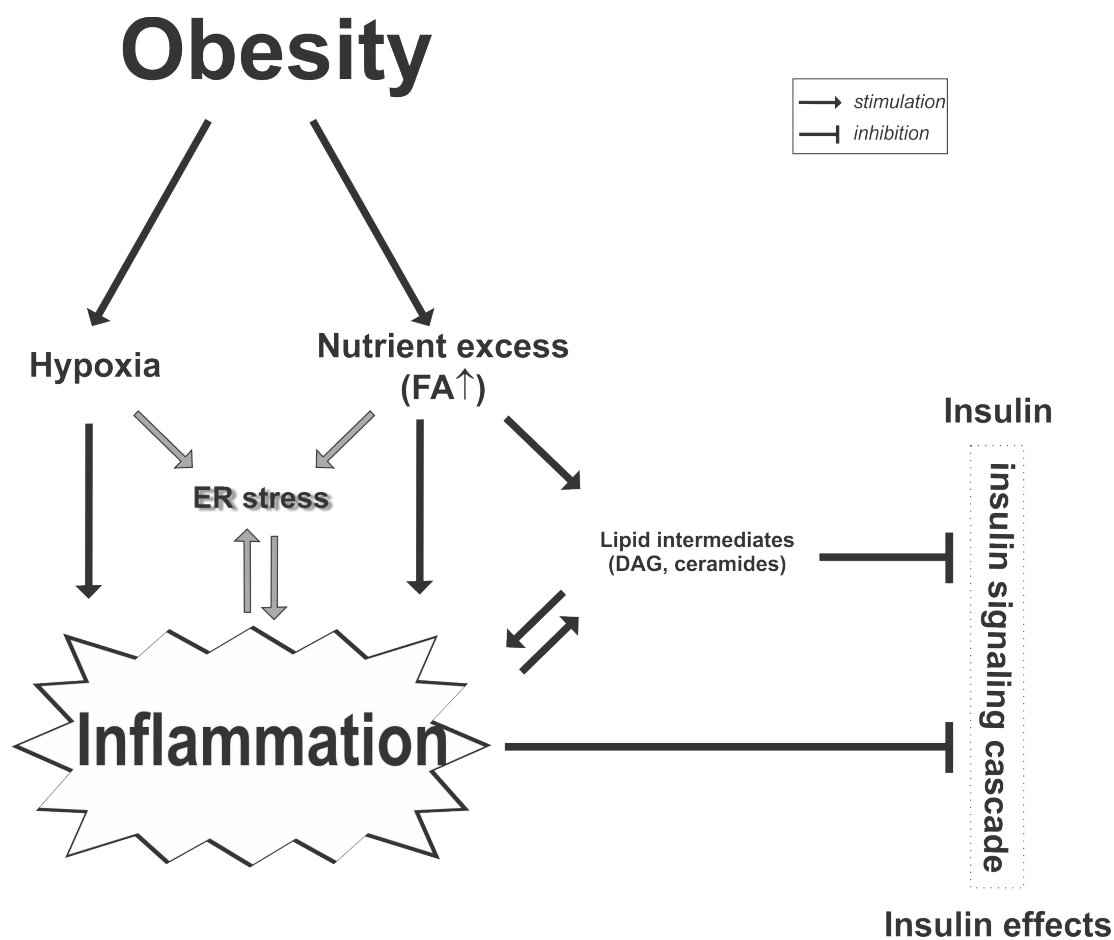 Obesity
stimulation
inhibition
Hypoxia
Nutrient excess
(FA↑)
ER stress
Lipid intermediates
(DAG, ceramides)
Inflammation
Insulin
insulin signaling cascade
Insulin effects